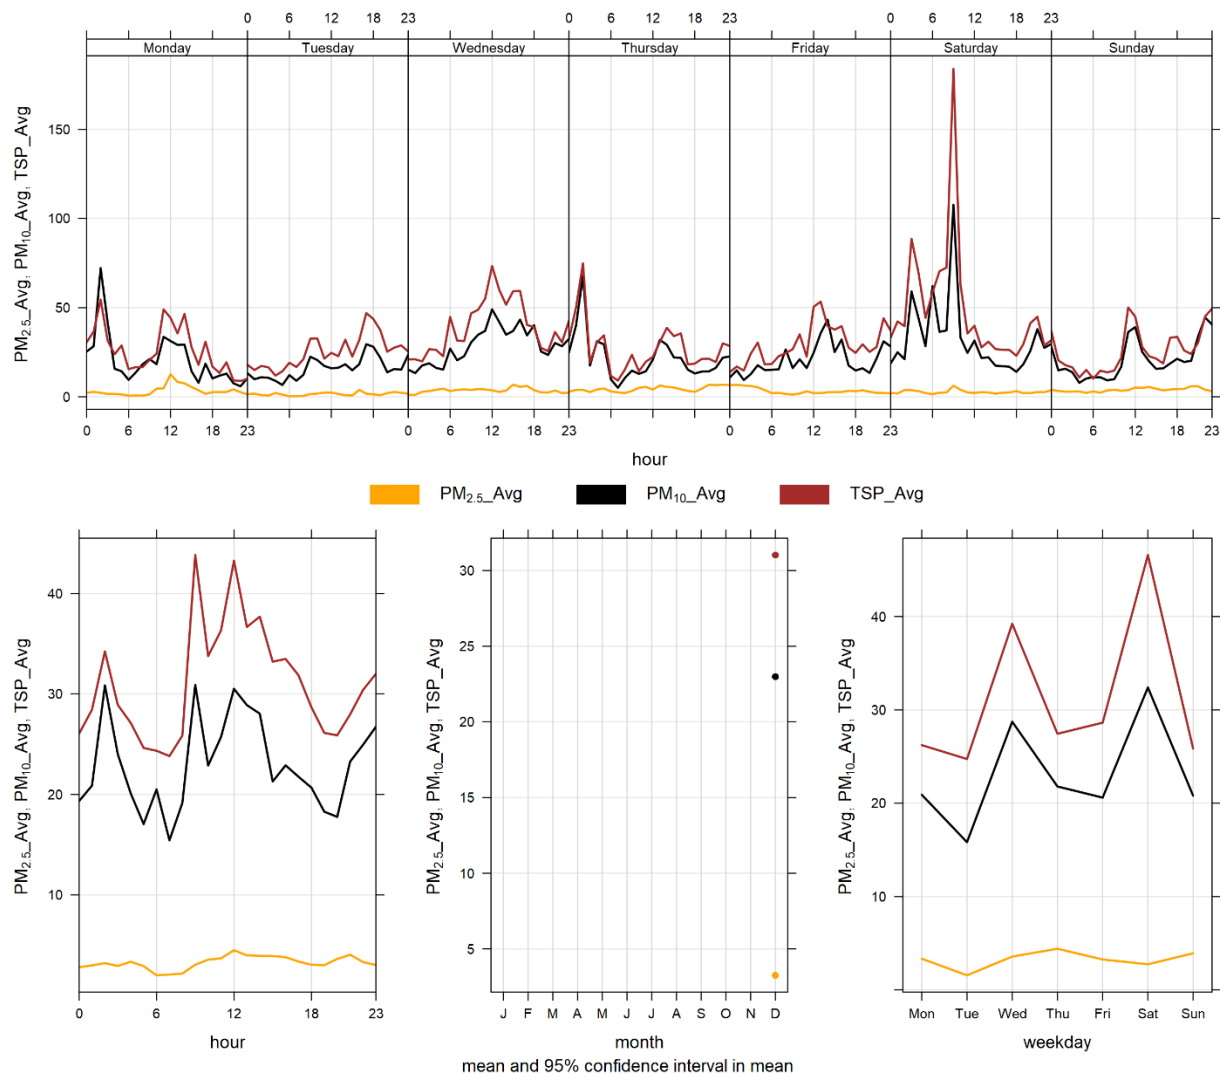 0 6 12 18 23 0 6 12 18 23 0 6 12 18 23
Monday Tuesday Wednesday Thursday Friday Saturday Sunday
PM2.5_Avg, PM10_Avg, TSP_Avg
150
100
50
0
0 6 12 18 23 0 6 12 18 23 0 6 12 18 23 0 6 12 18 23
hour
PM2.5_Avg PM10_Avg TSP_Avg
PM2.5_Avg, PM10_Avg, TSP_Avg
40
30
20
10
0 6 12 18 23
hour
PM2.5_Avg, PM10_Avg, TSP_Avg
30
25
20
15
10
5
J F M A M J J A S O N D
month
mean and 95% confidence interval in mean
PM2.5_Avg, PM10_Avg, TSP_Avg
40
30
20
10
Mon Tue Wed Thu Fri Sat Sun
weekday